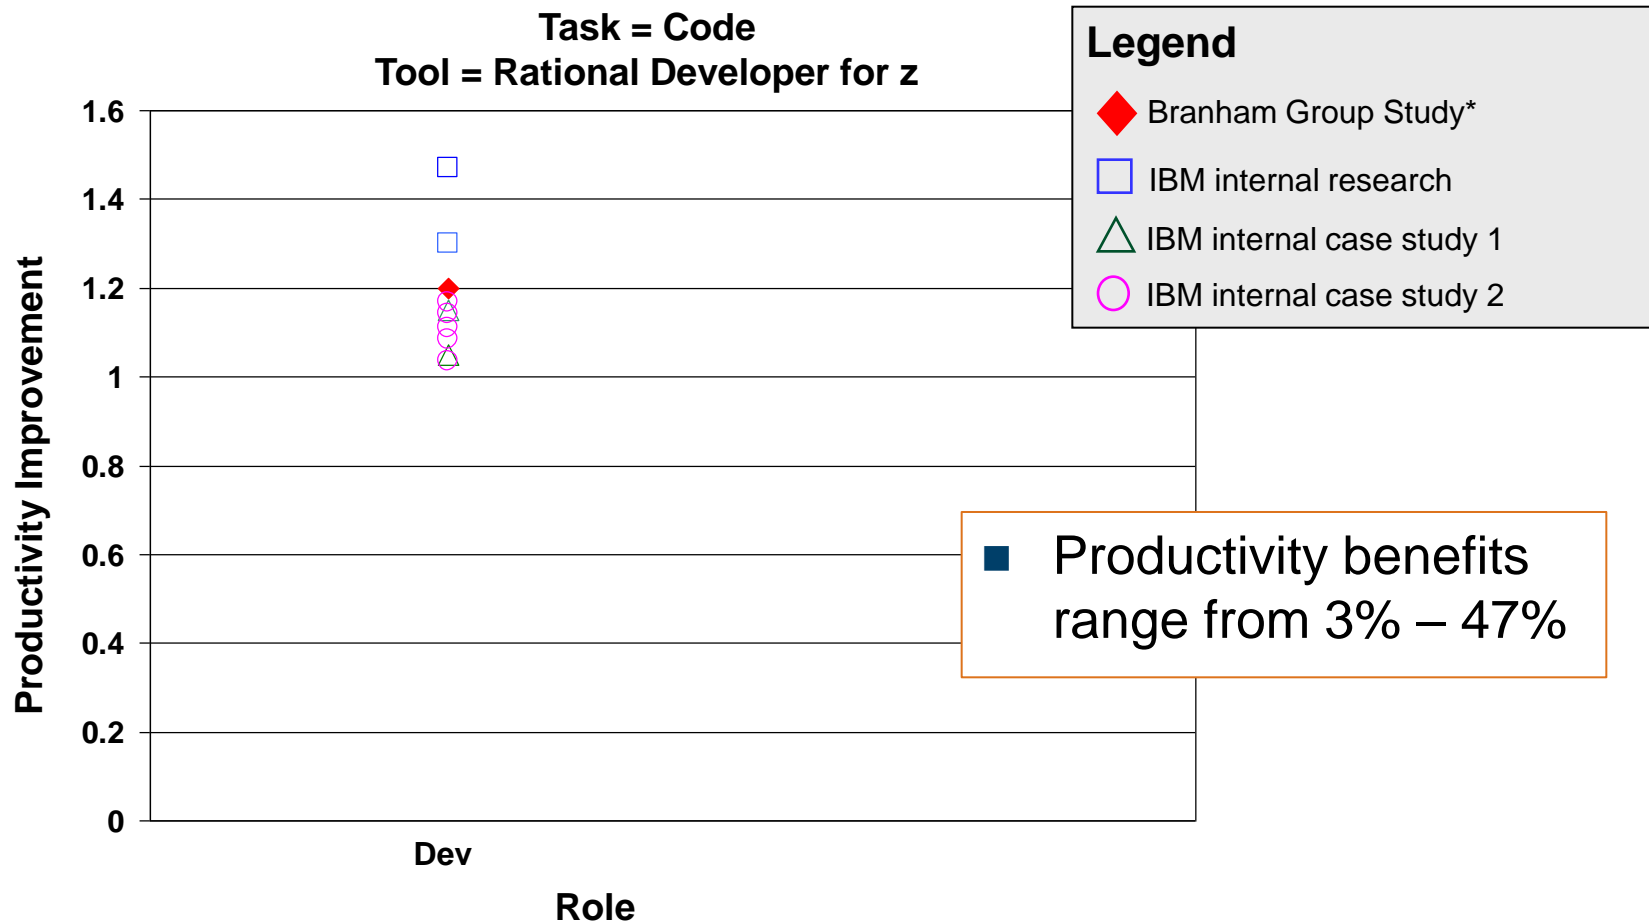 Task = Code
Tool = Rational Developer for z
Legend
Branham Group Study*
IBM internal research
IBM internal case study 1
IBM internal case study 2
Productivity Improvement
1.6
1.4
1.2
1
0.8
0.6
0.4
0.2
0
Productivity benefits
range from 3% – 47%
Dev
Role